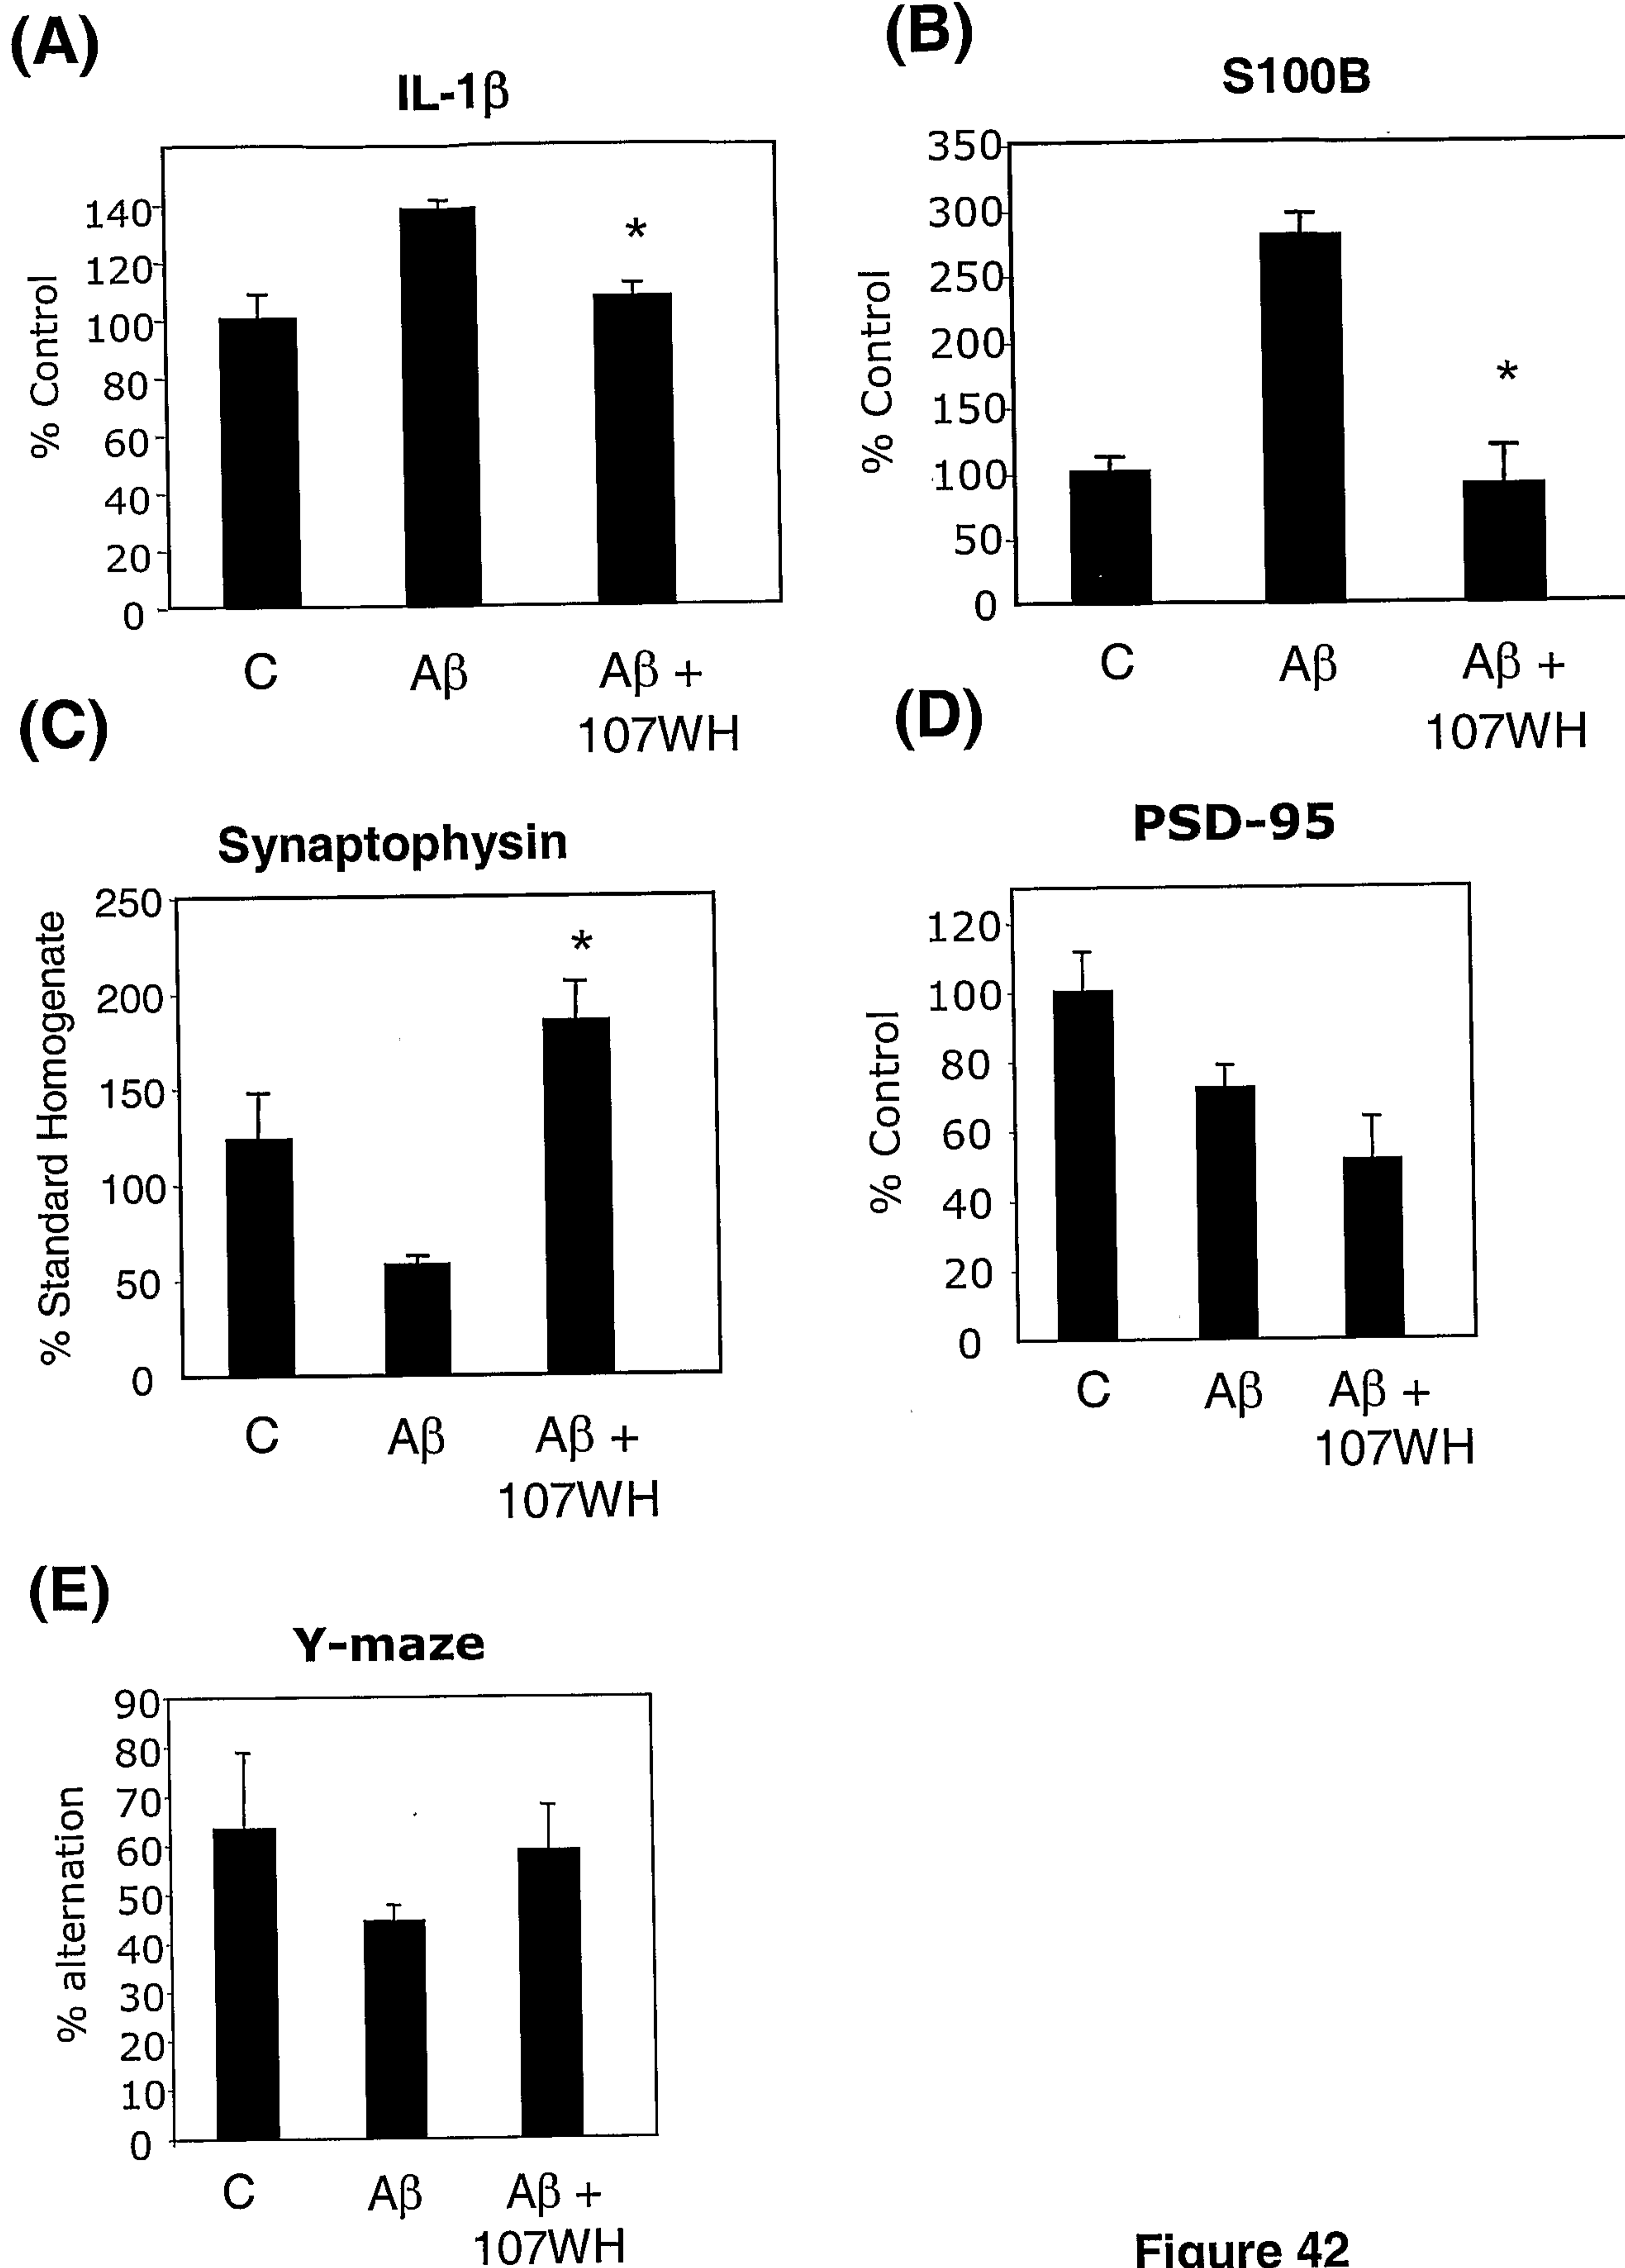 (A)
IL-1β
% Control
140
120
100
80
60
40
20
0
*
C
Aβ
Aβ +
107WH
(B)
S100B
% Control
350
300
250
200
150
100
50
0
*
C
Aβ
Aβ +
107WH
(C)
Synaptophysin
% Standard Homogenate
250
200
150
100
50
0
*
C
Aβ
Aβ +
107WH
(D)
PSD-95
% Control
120
100
80
60
40
20
0
C
Aβ
Aβ +
107WH
(E)
Y-maze
% alternation
90
80
70
60
50
40
30
20
10
0
C
Aβ
Aβ +
107WH
Figure 42